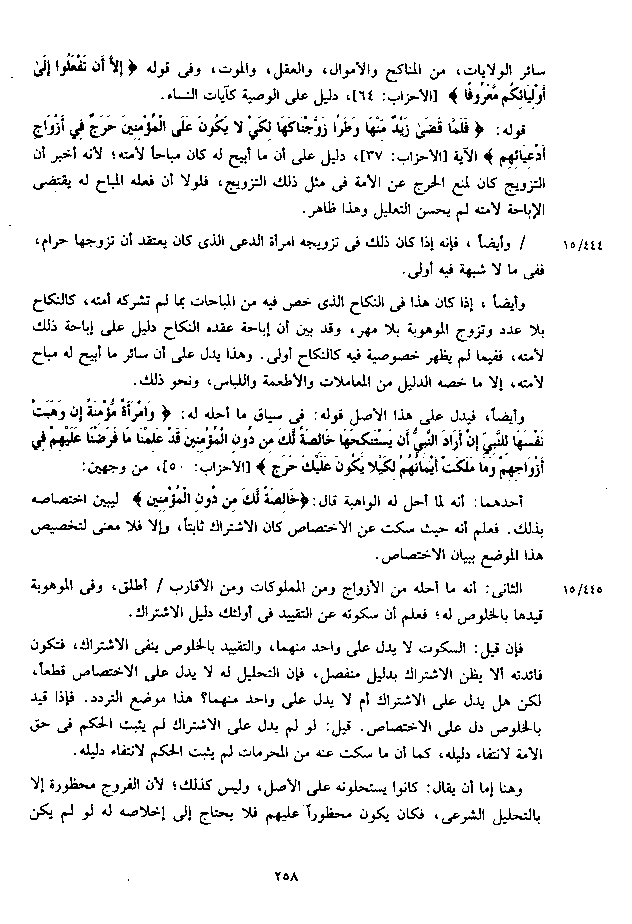 سائر الولايات، من المناكح والأموال، والعقل، والموت، وفى قوله ﴿ إِلاَّ أَن تَفْعَلُوا إِلَىٰ
أَوْلِيَائِكُم مَّعْرُوفًا ﴾ [الأحزاب: ٦٤]، دليل على الوصية كآيات النساء.
قوله: ﴿ فَلَمَّا قَضَىٰ زَيْدٌ مِّنْهَا وَطَرًا زَوَّجْنَاكَهَا لِكَيْ لا يَكُونَ عَلَى الْمُؤْمِنِينَ حَرَجٌ فِي أَزْوَاجِ
أَدْعِيَائِهِمْ ﴾ الآية [الأحزاب: ٣٧]، دليل على أن ما أبيح له كان مباحاً لأمته؛ لأنه أخبر أن
التزويج كان لمنع الحرج عن الأمة فى مثل ذلك التزويج، فلولا أن فعله المباح له يقتضى
الإباحة لأمته لم يحسن التعليل وهذا ظاهر.
١٥/٤٤٤ / وأيضاً ، فإنه إذا كان ذلك فى تزويجه امرأة الدعى الذى كان يعتقد أن تزوجها حرام،
ففى ما لا شبهة فيه أولى.
وأيضاً ، إذا كان هذا فى النكاح الذى خص فيه من المباحات بما لم تشركه أمته، كالنكاح
بلا عدد وتزوج الموهوبة بلا مهر، وقد بين أن إباحة عقده النكاح دليل على إباحة ذلك
لأمته، ففيما لم يظهر خصوصية فيه كالنكاح أولى. وهذا يدل على أن سائر ما أبيح له مباح
لأمته، إلا ما خصه الدليل من المعاملات والأطعمة واللباس، ونحو ذلك.
وأيضاً، فيدل على هذا الأصل قوله: فى سياق ما أحله له: ﴿ وَامْرَأَةً مُّؤْمِنَةً إِن وَهَبَتْ
نَفْسَهَا لِلنَّبِيِّ إِنْ أَرَادَ النَّبِيُّ أَن يَسْتَنكِحَهَا خَالِصَةً لَّكَ مِن دُونِ الْمُؤْمِنِينَ قَدْ عَلِمْنَا مَا فَرَضْنَا عَلَيْهِمْ فِي
أَزْوَاجِهِمْ وَمَا مَلَكَتْ أَيْمَانُهُمْ لِكَيْلا يَكُونَ عَلَيْكَ حَرَجٌ ﴾ [الأحزاب: ٥٠]، من وجهين:
أحدهما: أنه لما أحل له الواهبة قال: ﴿خَالِصَةً لَّكَ مِن دُونِ الْمُؤْمِنِينَ ﴾ ليبين اختصاصه
بذلك. فعلم أنه حيث سكت عن الاختصاص كان الاشتراك ثابتاً، وإلا فلا معنى لتخصيص
هذا الموضع ببيان الاختصاص.
١٥/٤٤٥ الثانى: أنه ما أحله من الأزواج ومن المملوكات ومن الأقارب / أطلق، وفى الموهوبة
قيدها بالخلوص له؛ فعلم أن سكوته عن التقييد فى أولئك دليل الاشتراك.
فإن قيل: السكوت لا يدل على واحد منهما، والتقييد بالخلوص ينفى الاشتراك، فتكون
فائدته ألا يظن الاشتراك بدليل منفصل، فإن التحليل له لا يدل على الاختصاص قطعاً،
لكن هل يدل على الاشتراك أم لا يدل على واحد منهما؟ هذا موضع التردد. فإذا قيد
بالخلوص دل على الاختصاص. قيل: لو لم يدل على الاشتراك لم يثبت الحكم فى حق
الأمة لانتفاء دليله، كما أن ما سكت عنه من المحرمات لم يثبت الحكم لانتفاء دليله.
وهنا إما أن يقال: كانوا يستحلونه على الأصل، وليس كذلك؛ لأن الفروج محظورة إلا
بالتحليل الشرعى، فكان يكون محظوراً عليهم فلا يحتاج إلى إخلاصه له لو لم يكن
٢٥٨